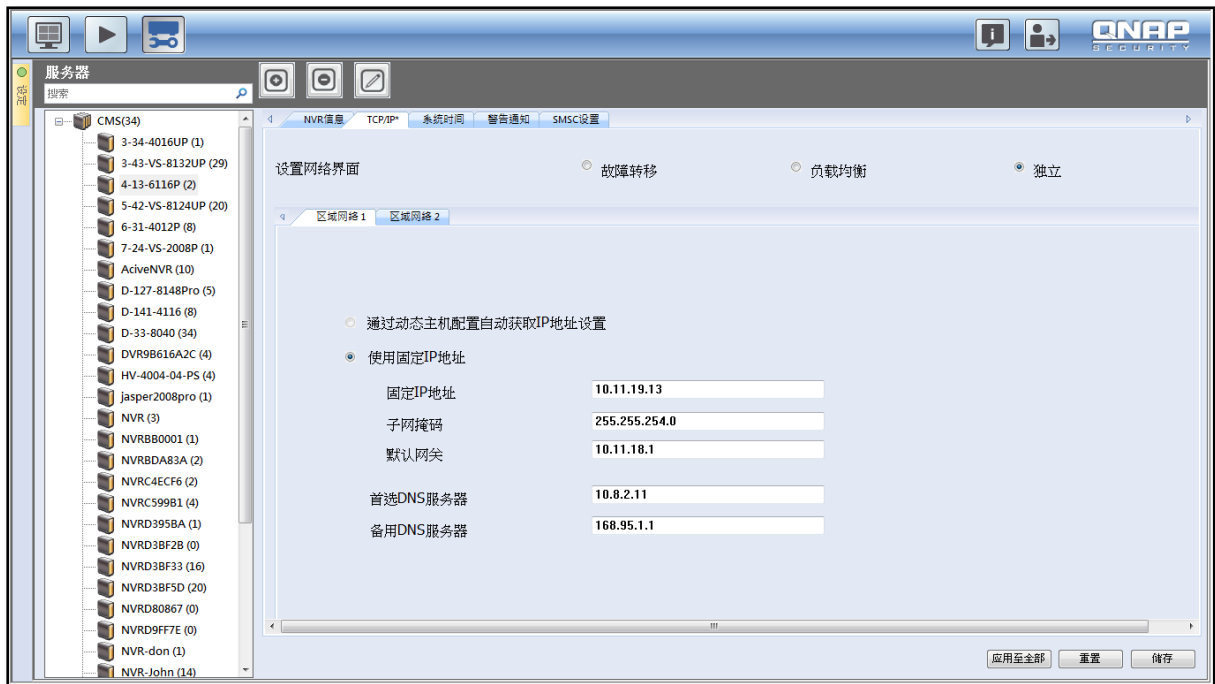 QNAP
SECURITY
服务器
搜索
CMS(34)
3-34-4016UP (1)
3-43-VS-8132UP (29)
4-13-6116P (2)
5-42-VS-8124UP (20)
6-31-4012P (8)
7-24-VS-2008P (1)
AciveNVR (10)
D-127-8148Pro (5)
D-141-4116 (8)
D-33-8040 (34)
DVR9B616A2C (4)
HV-4004-04-PS (4)
jasper2008pro (1)
NVR (3)
NVRBB0001 (1)
NVRBDA83A (2)
NVRC4ECF6 (2)
NVRC599B1 (4)
NVRD395BA (1)
NVRD3BF2B (0)
NVRD3BF33 (16)
NVRD3BF5D (20)
NVRD80867 (0)
NVRD9FF7E (0)
NVR-don (1)
NVR-John (14)
NVR信息 TCP/IP* 系统时间 警告通知 SMSC设置
设置网络界面 故障转移 负载均衡 独立
区域网络 1 区域网络 2
通过动态主机配置自动获取IP地址设置
使用固定IP地址
固定IP地址 10.11.19.13
子网掩码 255.255.254.0
默认网关 10.11.18.1
首选DNS服务器 10.8.2.11
备用DNS服务器 168.95.1.1
应用至全部 重置 储存